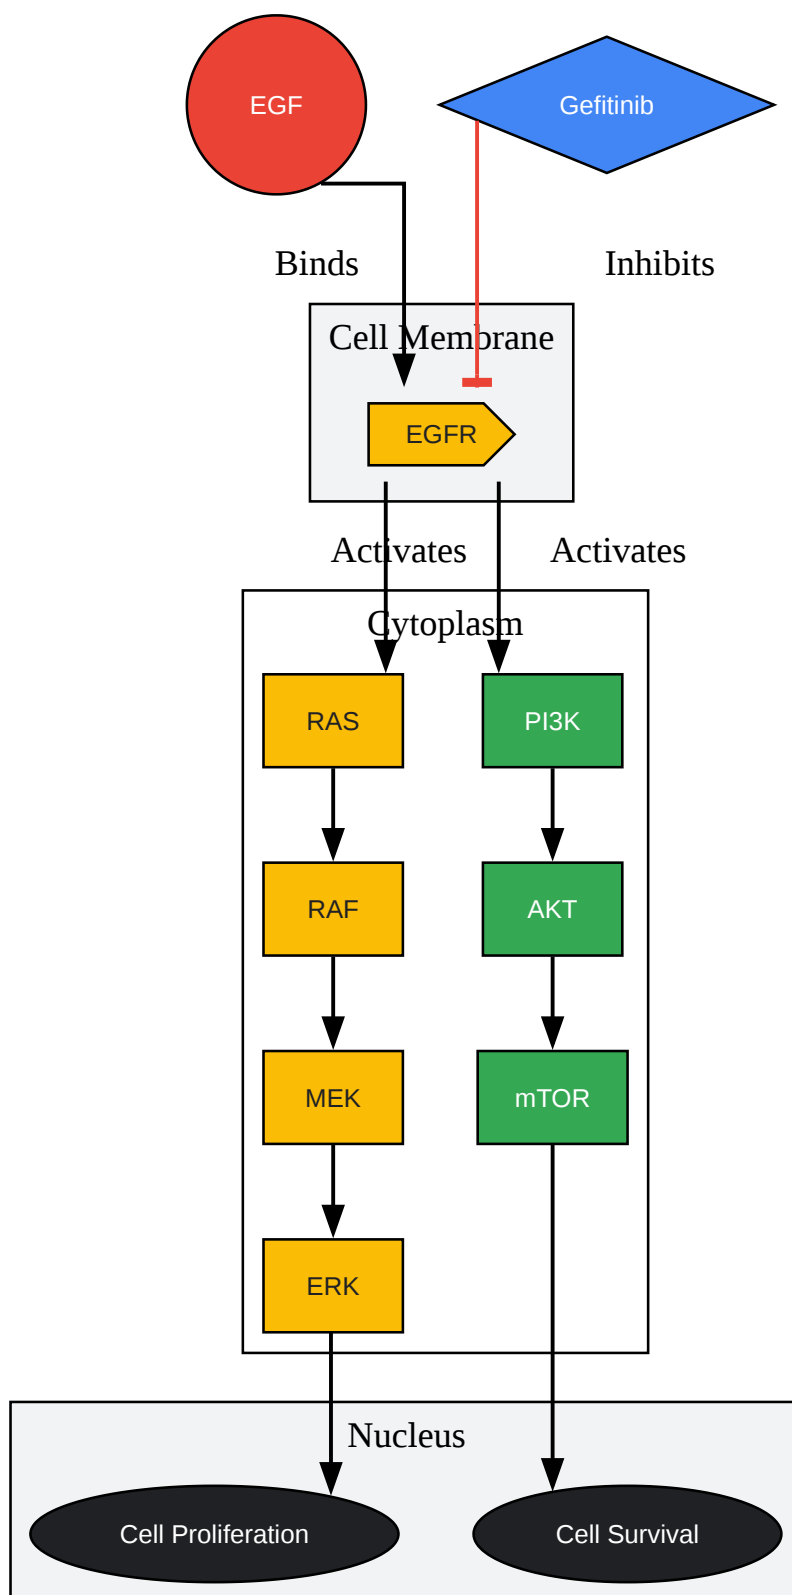 EGF
Gefitinib
Binds
Inhibits
Cell Membrane
EGFR
Activates
Activates
Cytoplasm
RAS
PI3K
RAF
AKT
MEK
mTOR
ERK
Nucleus
Cell Proliferation
Cell Survival